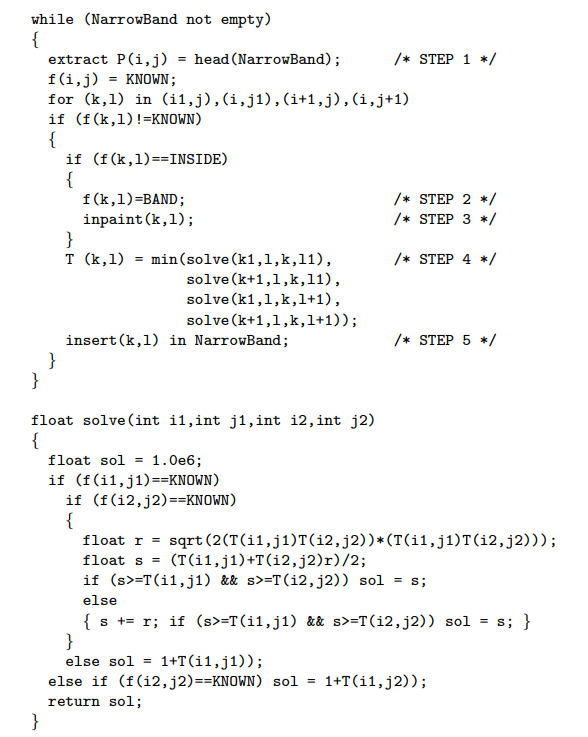 while (NarrowBand not empty)
{
extract P(i,j) = head(NarrowBand); /* STEP 1 */
f(i,j) = KNOWN;
for (k,l) in (i1,j),(i,j1),(i+1,j),(i,j+1)
if (f(k,l)!=KNOWN)
{
if (f(k,l)==INSIDE)
{
f(k,l)=BAND; /* STEP 2 */
inpaint(k,l); /* STEP 3 */
}
T (k,l) = min(solve(k1,l,k,l1), /* STEP 4 */
solve(k+1,l,k,l1),
solve(k1,l,k,l+1),
solve(k+1,l,k,l+1));
insert(k,l) in NarrowBand; /* STEP 5 */
}
}
float solve(int i1,int j1,int i2,int j2)
{
float sol = 1.0e6;
if (f(i1,j1)==KNOWN)
if (f(i2,j2)==KNOWN)
{
float r = sqrt(2(T(i1,j1)T(i2,j2))*(T(i1,j1)T(i2,j2)));
float s = (T(i1,j1)+T(i2,j2)r)/2;
if (s>=T(i1,j1) && s>=T(i2,j2)) sol = s;
else
{ s += r; if (s>=T(i1,j1) && s>=T(i2,j2)) sol = s; }
}
else sol = 1+T(i1,j1));
else if (f(i2,j2)==KNOWN) sol = 1+T(i1,j2));
return sol;
}